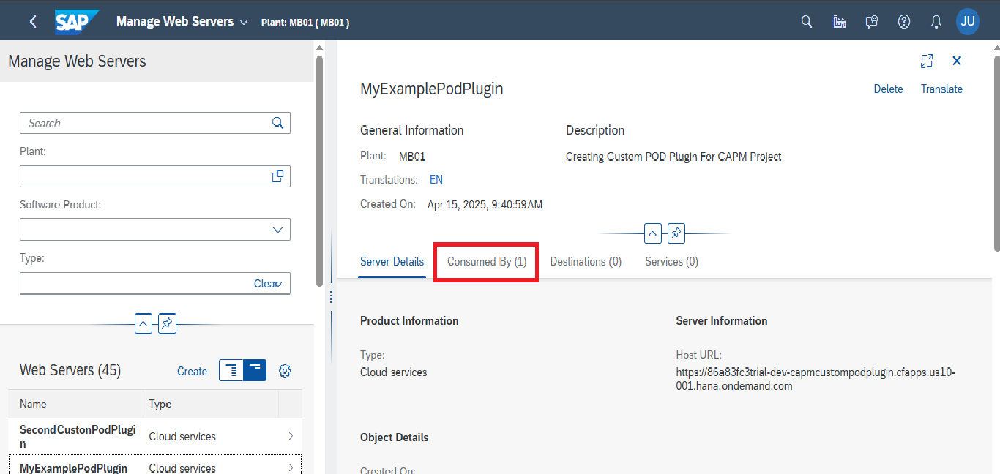 SAP Manage Web Servers Plant: MB01 ( MB01 ) JU
Manage Web Servers
Search
Plant:
Software Product:
Type:
Clear
Web Servers (45) Create
Name Type
SecondCustonPodPlugi
n
Cloud services
MyExamplePodPlugin Cloud services
MyExamplePodPlugin
Delete Translate
General Information
Plant: MB01
Translations: EN
Created On: Apr 15, 2025, 9:40:59AM
Description
Creating Custom POD Plugin For CAPM Project
Server Details Consumed By (1) Destinations (0) Services (0)
Product Information
Type:
Cloud services
Server Information
Host URL:
https://86a83fc3trial-dev-capmcustompodplugin.cfapps.us10-
001.hana.ondemand.com
Object Details
Created On: